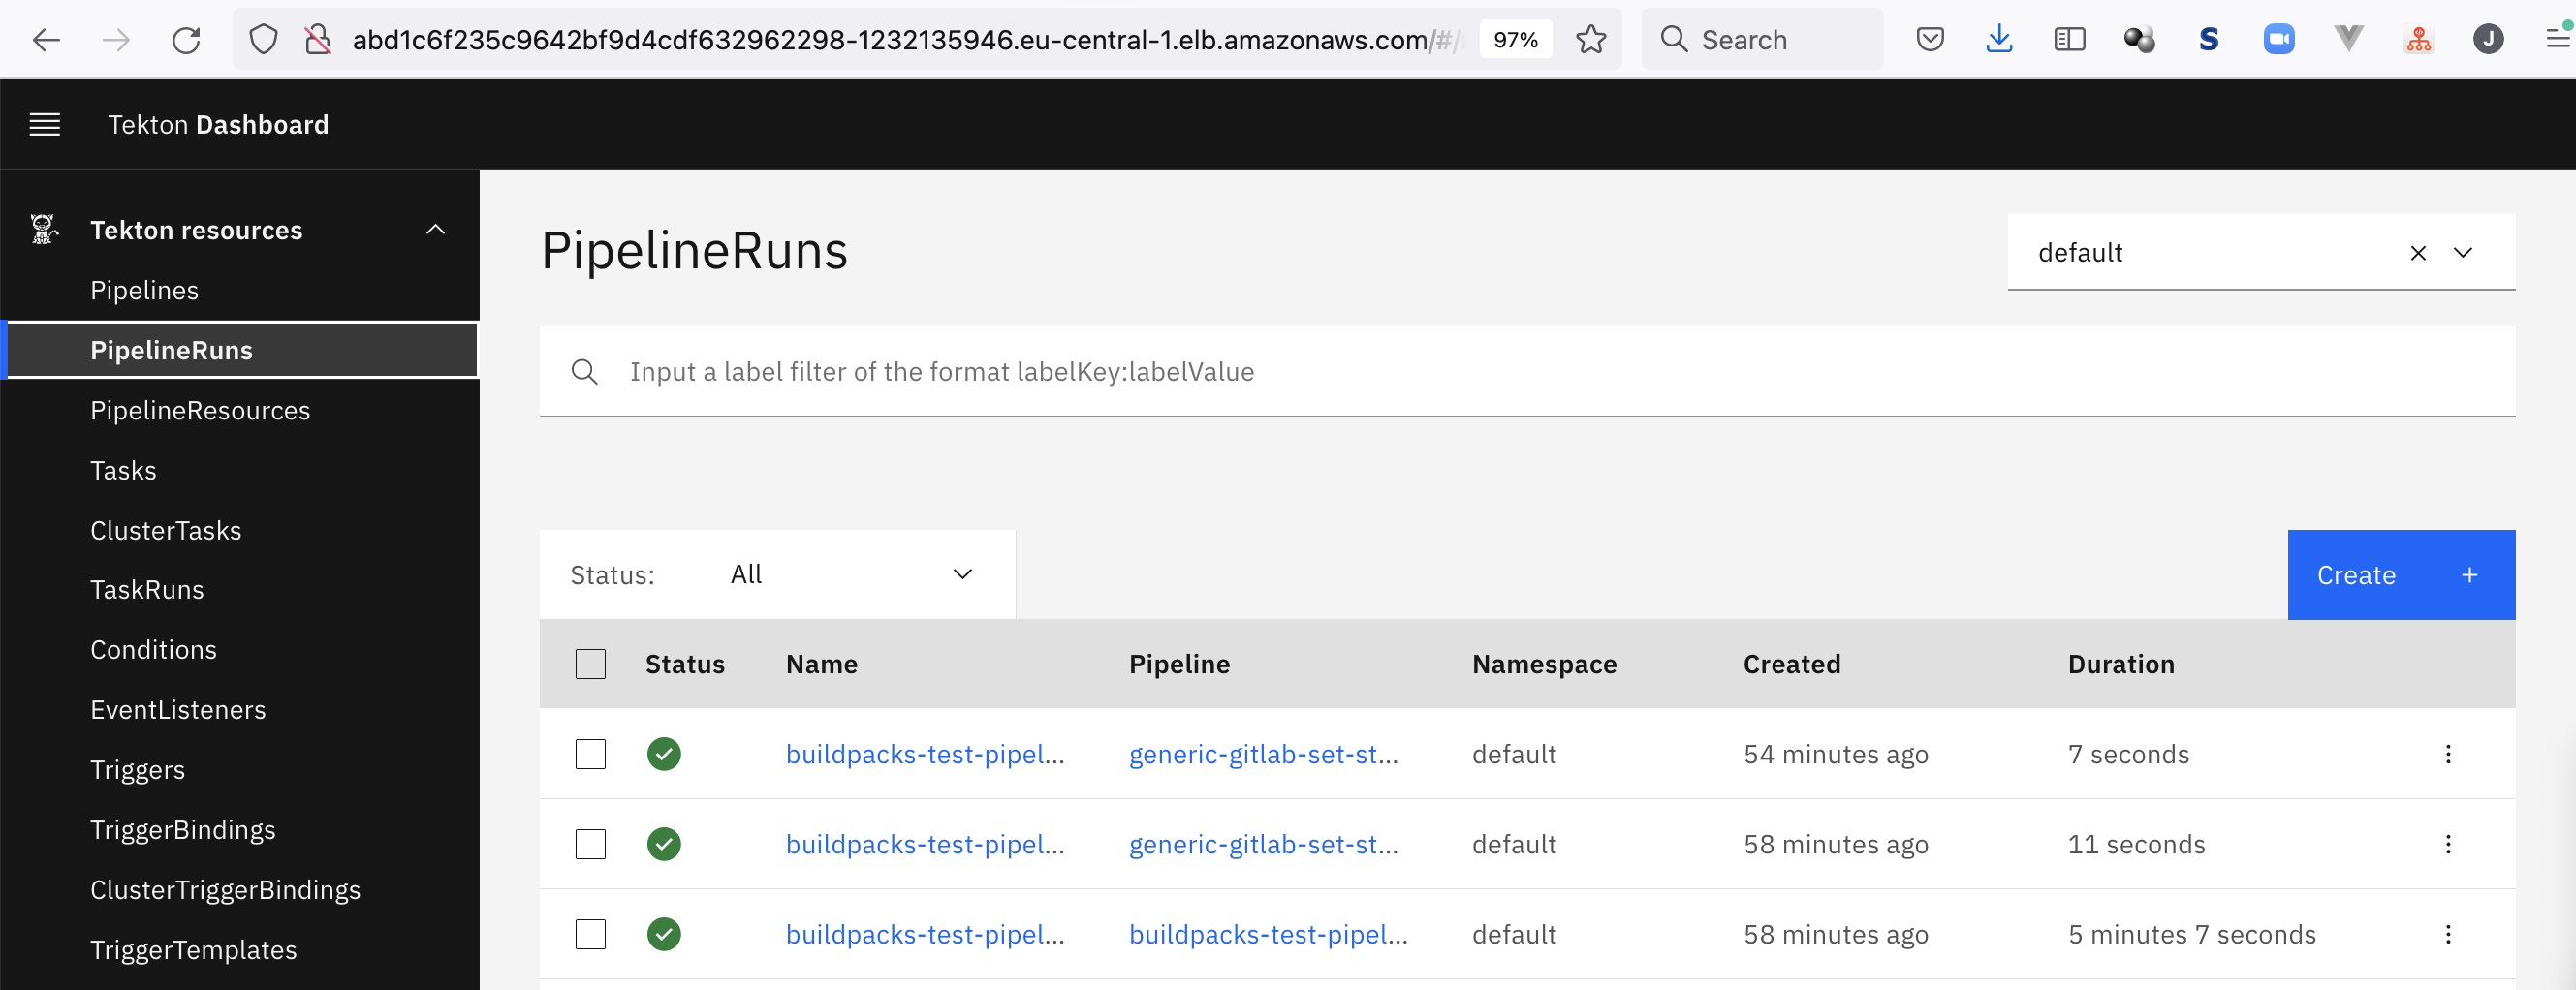 abd1c6f235c9642bf9d4cdf632962298-1232135946.eu-central-1.elb.amazonaws.com/#/ 97% Search S J
Tekton Dashboard
Tekton resources
Pipelines
PipelineRuns
PipelineResources
Tasks
ClusterTasks
TaskRuns
Conditions
EventListeners
Triggers
TriggerBindings
ClusterTriggerBindings
TriggerTemplates
PipelineRuns default
Input a label filter of the format labelKey:labelValue
Status: All Create +
Status Name Pipeline Namespace Created Duration
buildpacks-test-pipel... generic-gitlab-set-st... default 54 minutes ago 7 seconds
buildpacks-test-pipel... generic-gitlab-set-st... default 58 minutes ago 11 seconds
buildpacks-test-pipel... buildpacks-test-pipel... default 58 minutes ago 5 minutes 7 seconds